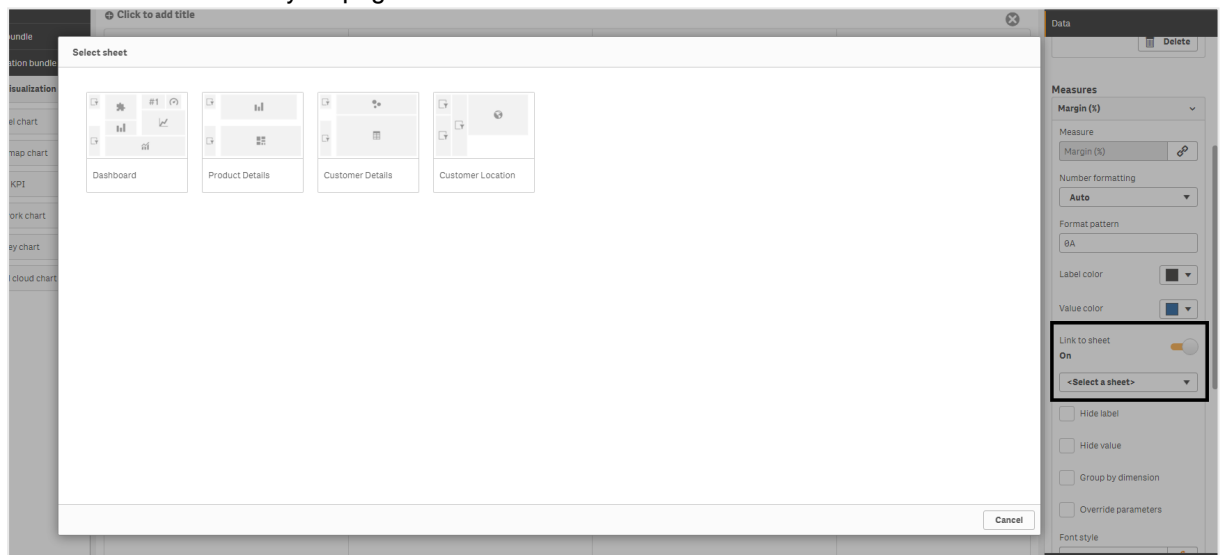 Click to add title
Data
bundle
ation bundle
Select sheet
Delete
isualization
Measures
Margin (%)
#1
el chart
Measure
Margin (%)
map chart
Dashboard
Product Details
Customer Details
Customer Location
KPI
Number formatting
Auto
ork chart
Format pattern
0A
ey chart
Label color
d cloud chart
Value color
Link to sheet
On
<Select a sheet>
Hide label
Hide value
Group by dimension
Override parameters
Cancel
Font style